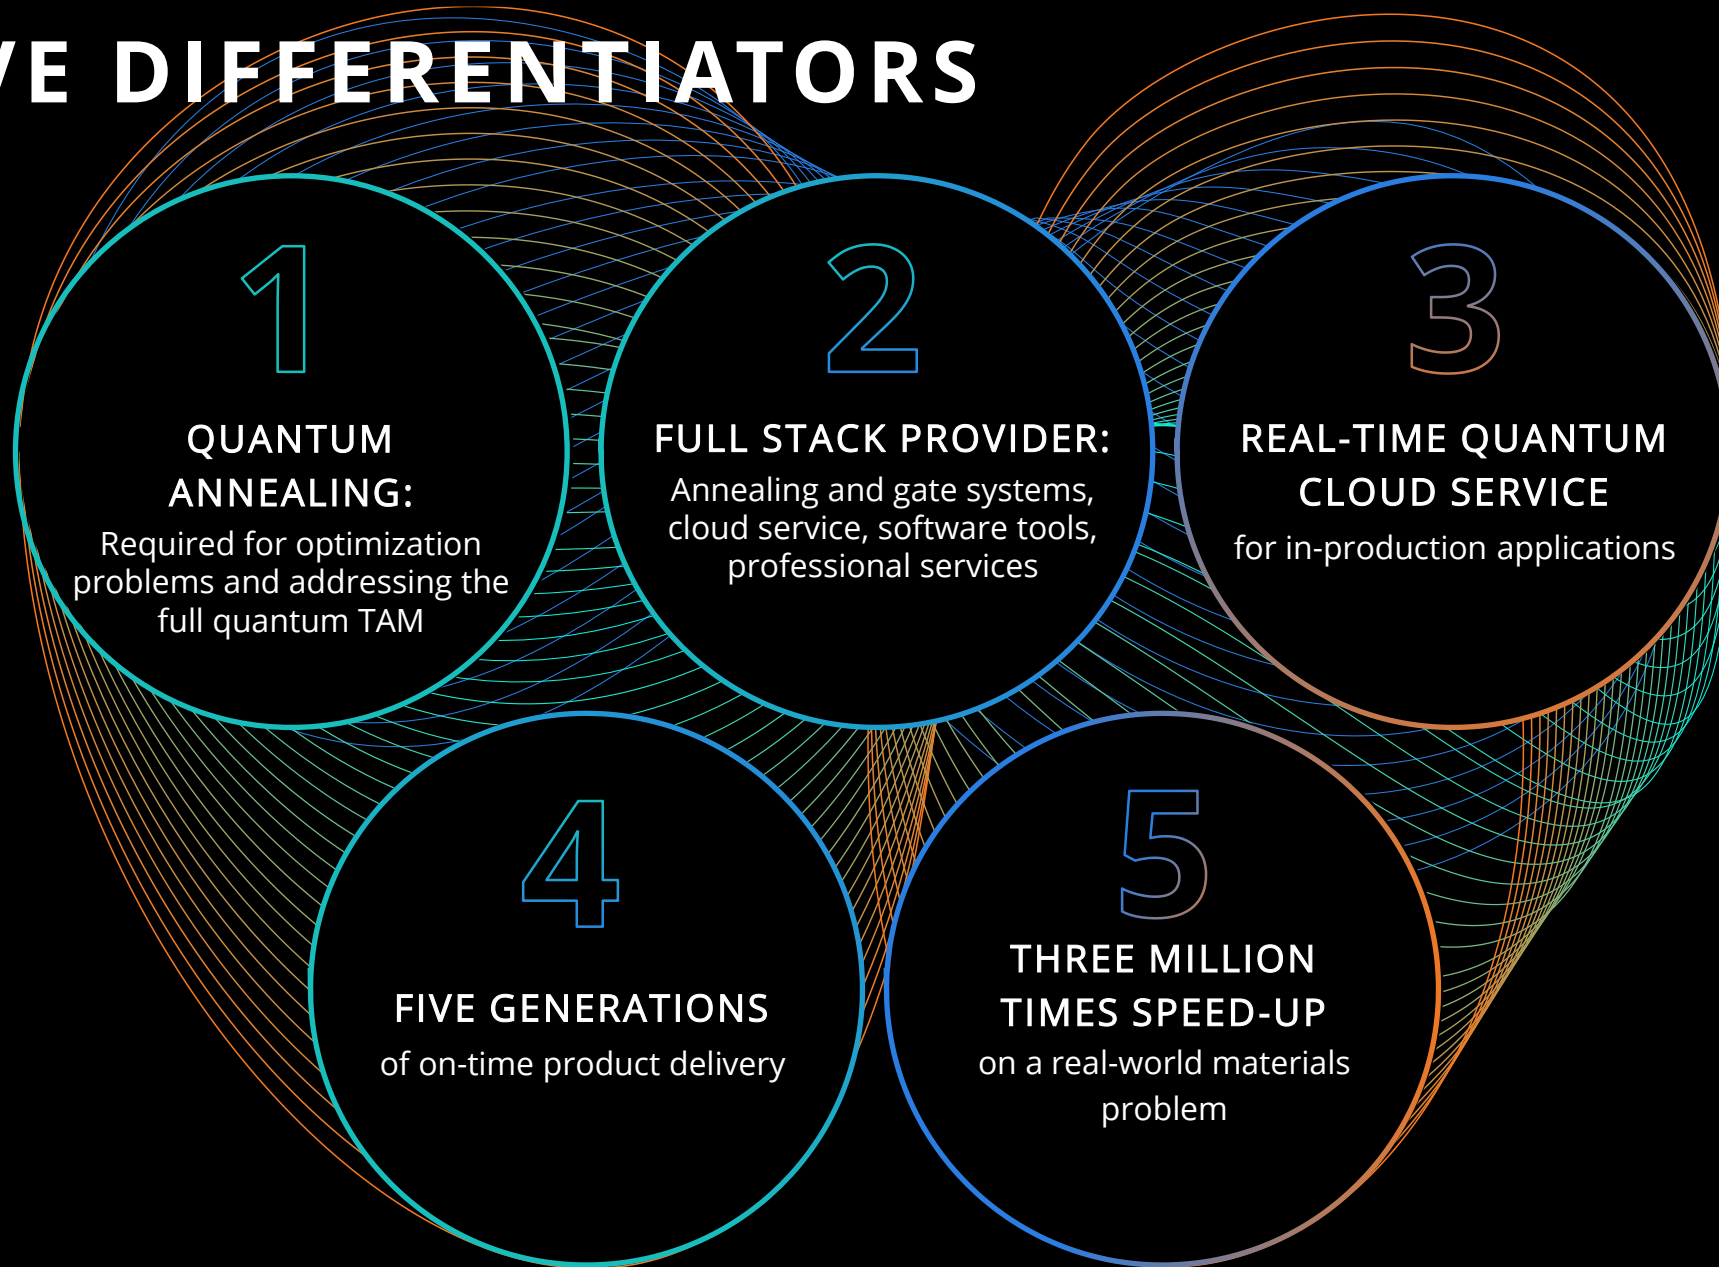 VE DIFFERENTIATORS
1
QUANTUM
ANNEALING:
Required for optimization
problems and addressing the
full quantum TAM
2
FULL STACK PROVIDER:
Annealing and gate systems,
cloud service, software tools,
professional services
3
REAL-TIME QUANTUM
CLOUD SERVICE
for in-production applications
4
FIVE GENERATIONS
of on-time product delivery
5
THREE MILLION
TIMES SPEED-UP
on a real-world materials
problem